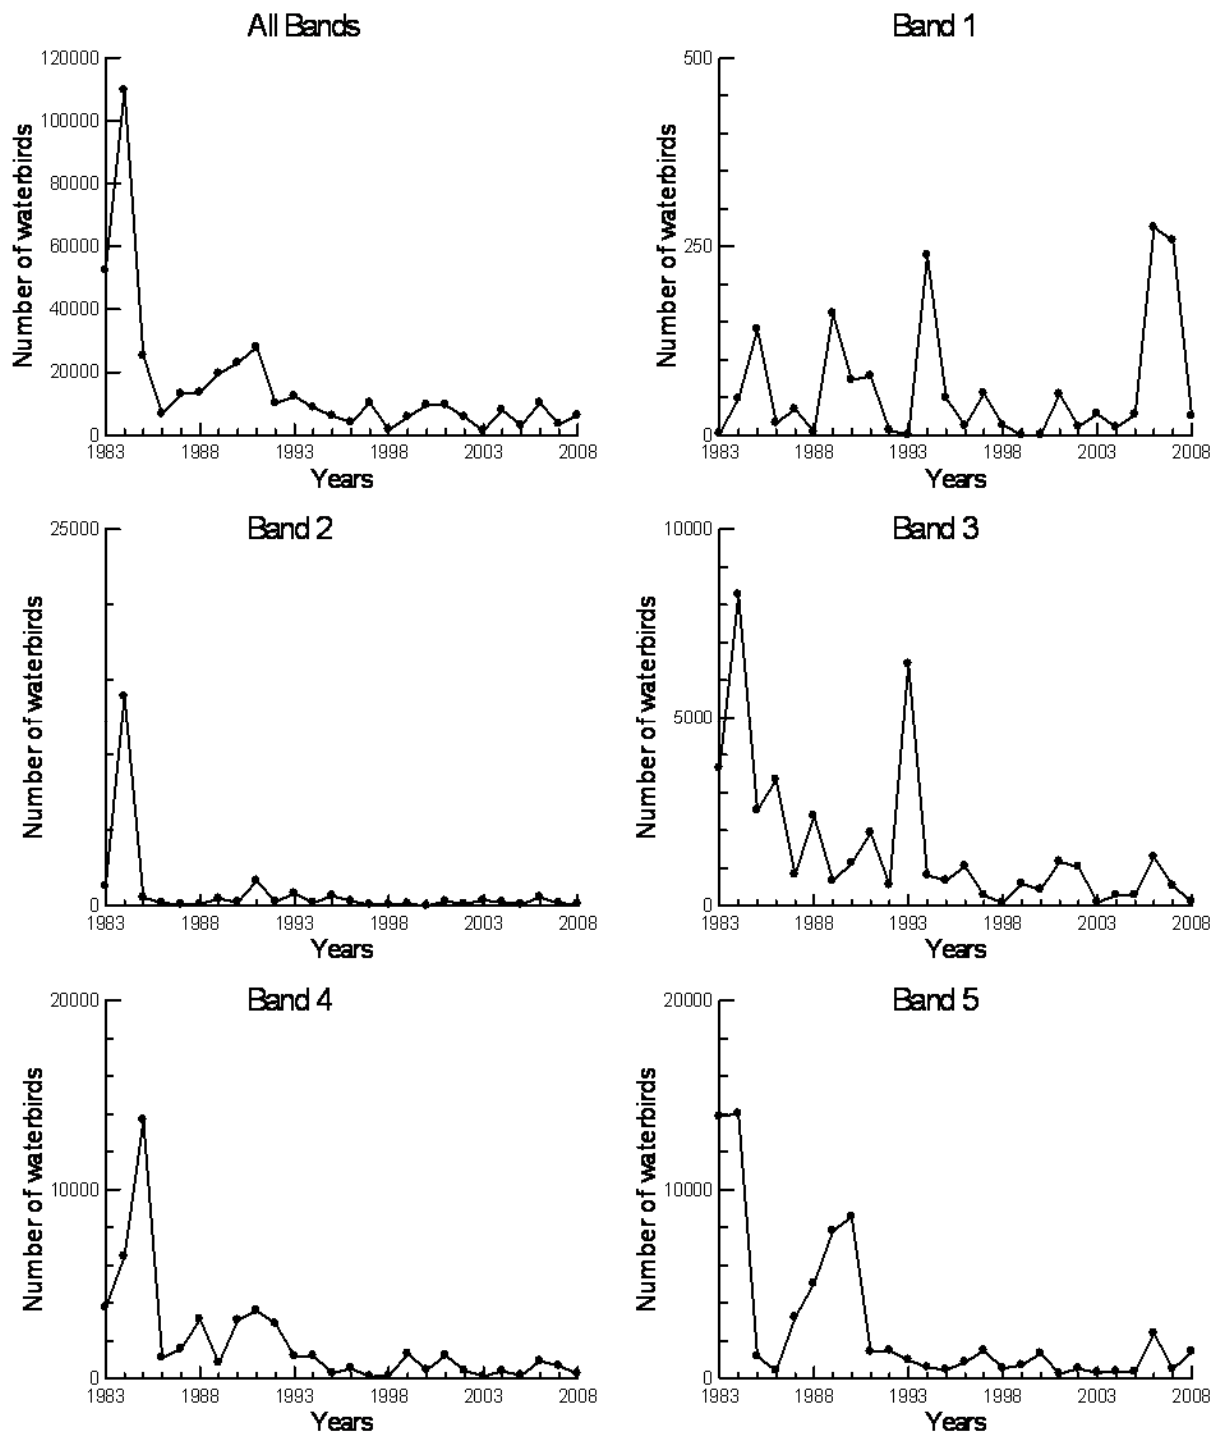 All Bands
120000
100000
80000
60000
40000
20000
0
Number of waterbirds
1983 1988 1993 1998 2003 2008
Years
Band 1
500
250
0
Number of waterbirds
1983 1988 1993 1998 2003 2008
Years
Band 2
25000
0
Number of waterbirds
1983 1988 1993 1998 2003 2008
Years
Band 3
10000
5000
0
Number of waterbirds
1983 1988 1993 1998 2003 2008
Years
Band 4
20000
10000
0
Number of waterbirds
1983 1988 1993 1998 2003 2008
Years
Band 5
20000
10000
0
Number of waterbirds
1983 1988 1993 1998 2003 2008
Years